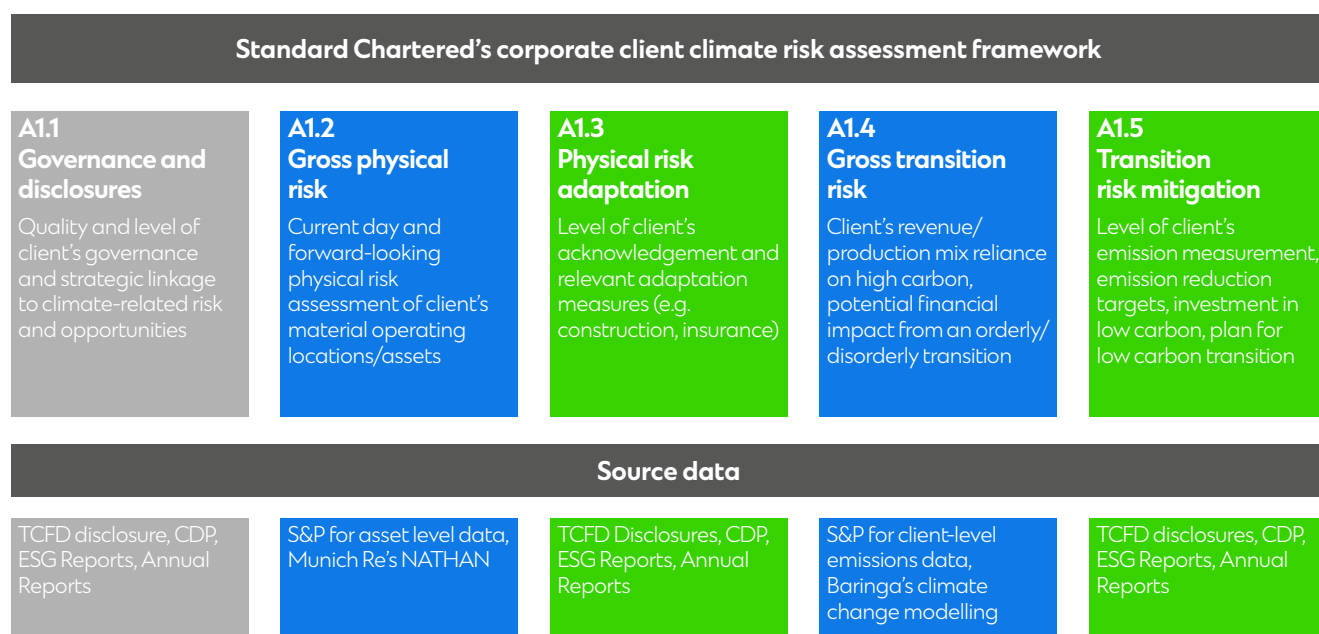 Standard Chartered’s corporate client climate risk assessment framework
A1.1
Governance and
disclosures
Quality and level of
client’s governance
and strategic linkage
to climate-related risk
and opportunities
A1.2
Gross physical
risk
Current day and
forward-looking
physical risk
assessment of client’s
material operating
locations/assets
A1.3
Physical risk
adaptation
Level of client’s
acknowledgement and
relevant adaptation
measures (e.g.
construction, insurance)
A1.4
Gross transition
risk
Client’s revenue/
production mix reliance
on high carbon,
potential financial
impact from an orderly/
disorderly transition
A1.5
Transition
risk mitigation
Level of client’s
emission measurement,
emission reduction
targets, investment in
low carbon, plan for
low carbon transition
Source data
TCFD disclosure, CDP,
ESG Reports, Annual
Reports
S&P for asset level data,
Munich Re’s NATHAN
TCFD Disclosures, CDP,
ESG Reports, Annual
Reports
S&P for client-level
emissions data,
Baringa’s climate
change modelling
TCFD disclosures, CDP,
ESG Reports, Annual
Reports